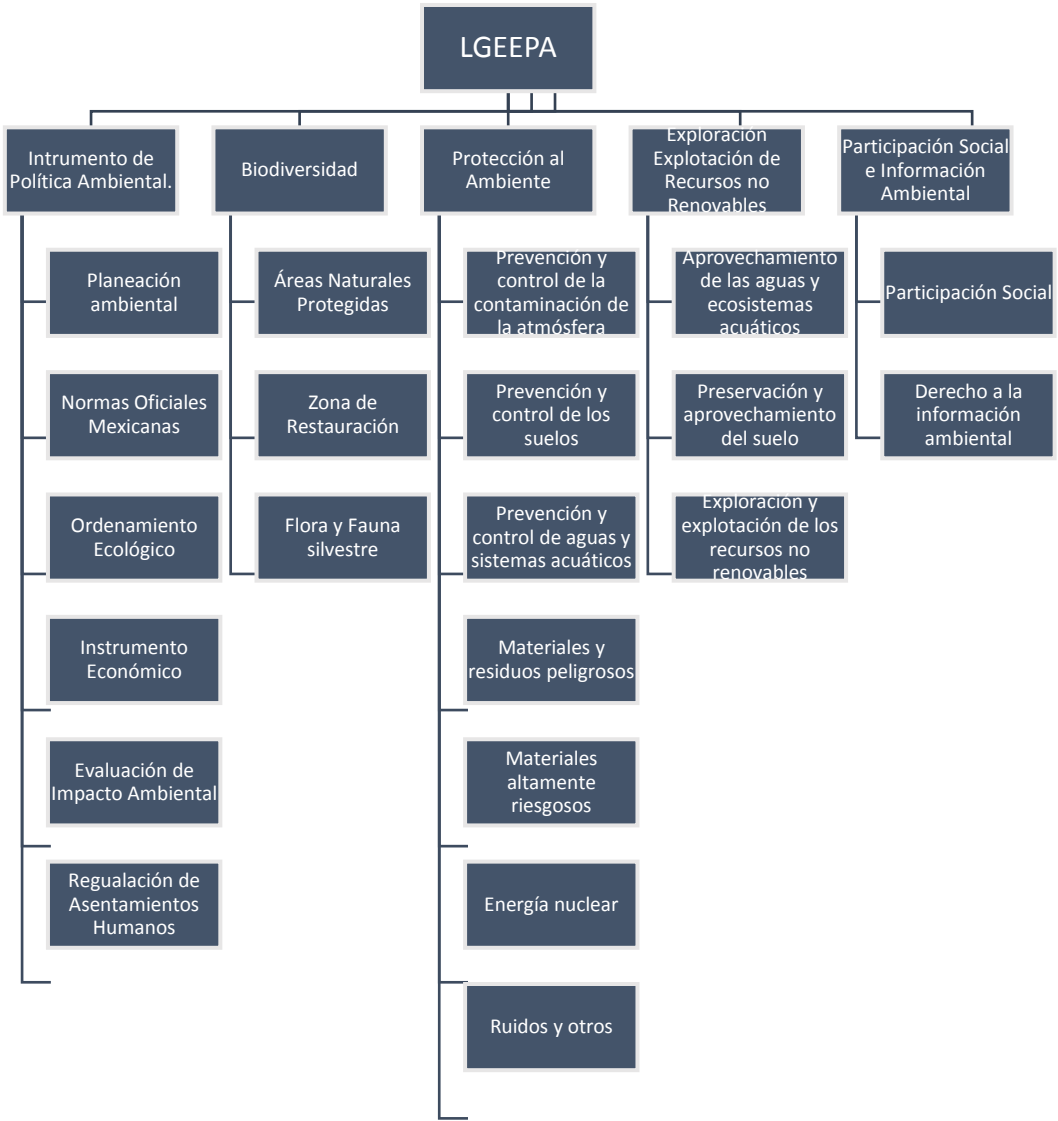 LGEEPA
Intrumento de
Política Ambiental.
Planeación
ambiental
Normas Oficiales
Mexicanas
Ordenamiento
Ecológico
Instrumento
Económico
Evaluación de
Impacto Ambiental
Regualación de
Asentamientos
Humanos
Biodiversidad
Áreas Naturales
Protegidas
Zona de
Restauración
Flora y Fauna
silvestre
Protección al
Ambiente
Prevención y
control de la
contaminación de
la atmósfera
Prevención y
control de los
suelos
Prevención y
control de aguas y
sistemas acuáticos
Materiales y
residuos peligrosos
Materiales
altamente
riesgosos
Energía nuclear
Ruidos y otros
Exploración
Explotación de
Recursos no
Renovables
Aprovechamiento
de las aguas y
ecosistemas
acuáticos
Preservación y
aprovechamiento
del suelo
Exploración y
explotación de los
recursos no
renovables
Participación Social
e Información
Ambiental
Participación Social
Derecho a la
información
ambiental